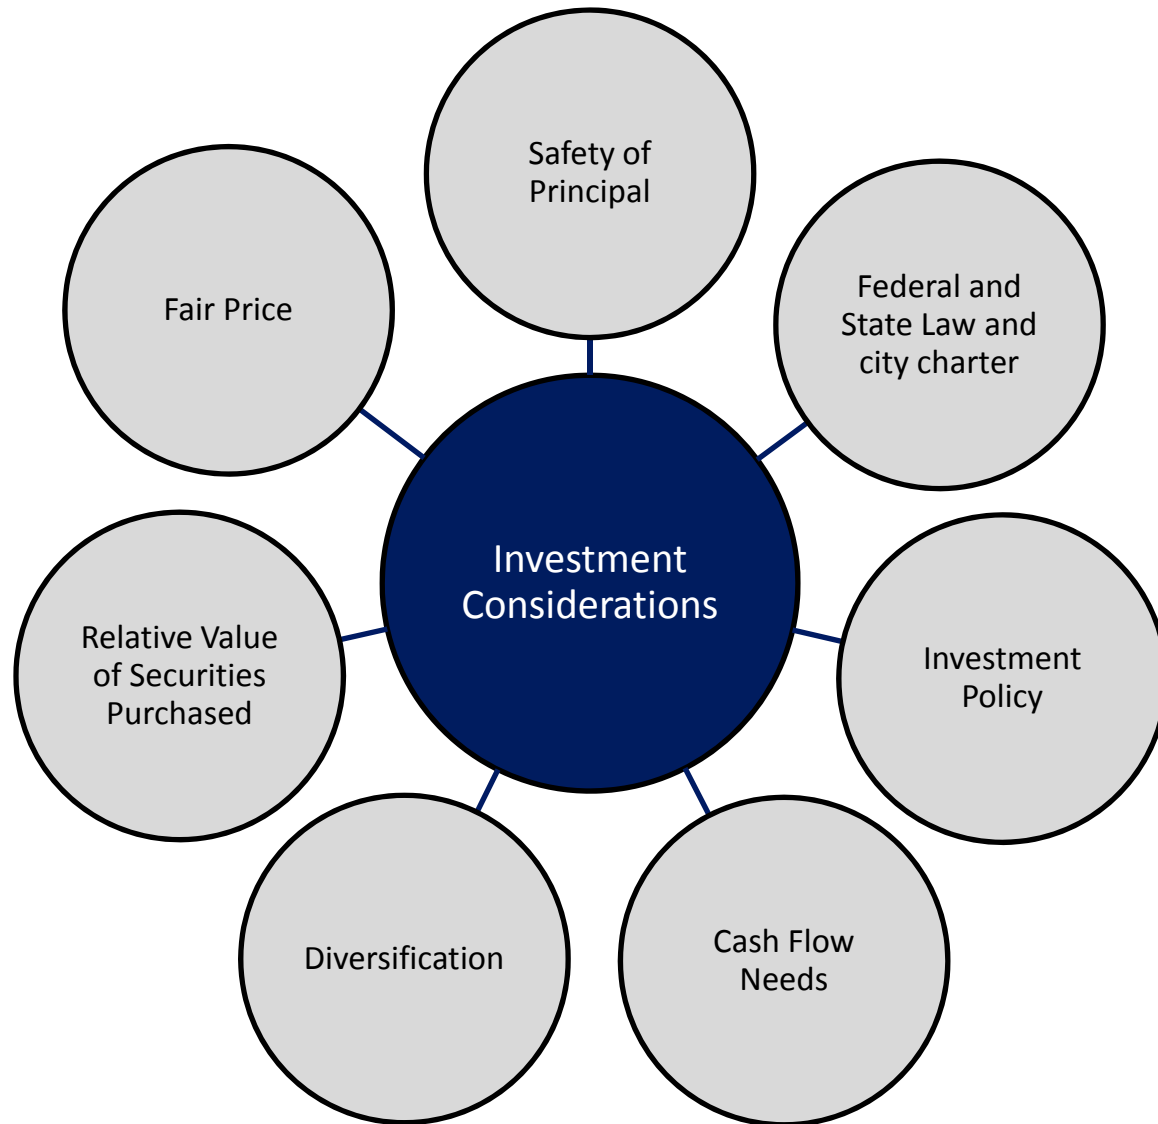 Safety of
Principal
Federal and
State Law and
city charter
Investment
Policy
Cash Flow
Needs
Diversification
Relative Value
of Securities
Purchased
Fair Price
Investment
Considerations